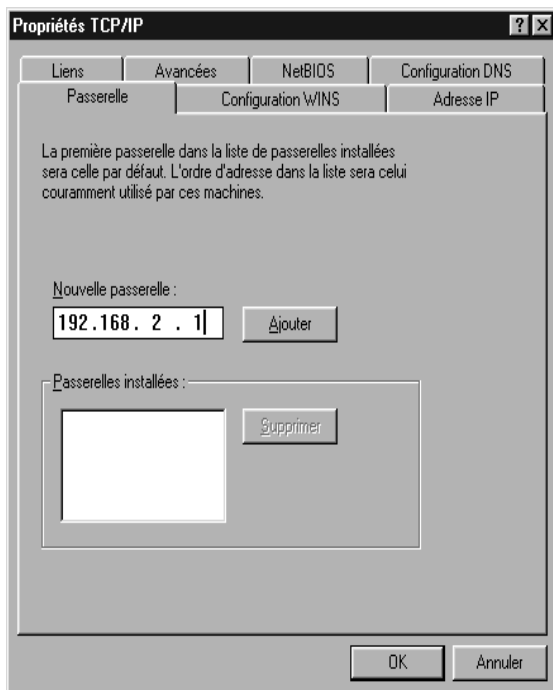 Propriétés TCP/IP
Liens Avancées NetBIOS Configuration DNS
Passerelle Configuration WINS Adresse IP
La première passerelle dans la liste de passerelles installées
sera celle par défaut. L'ordre d'adresse dans la liste sera celui
couramment utilisé par ces machines.
Nouvelle passerelle :
192.168. 2 . 1 Ajouter
Passerelles installées :
Supprimer
OK Annuler